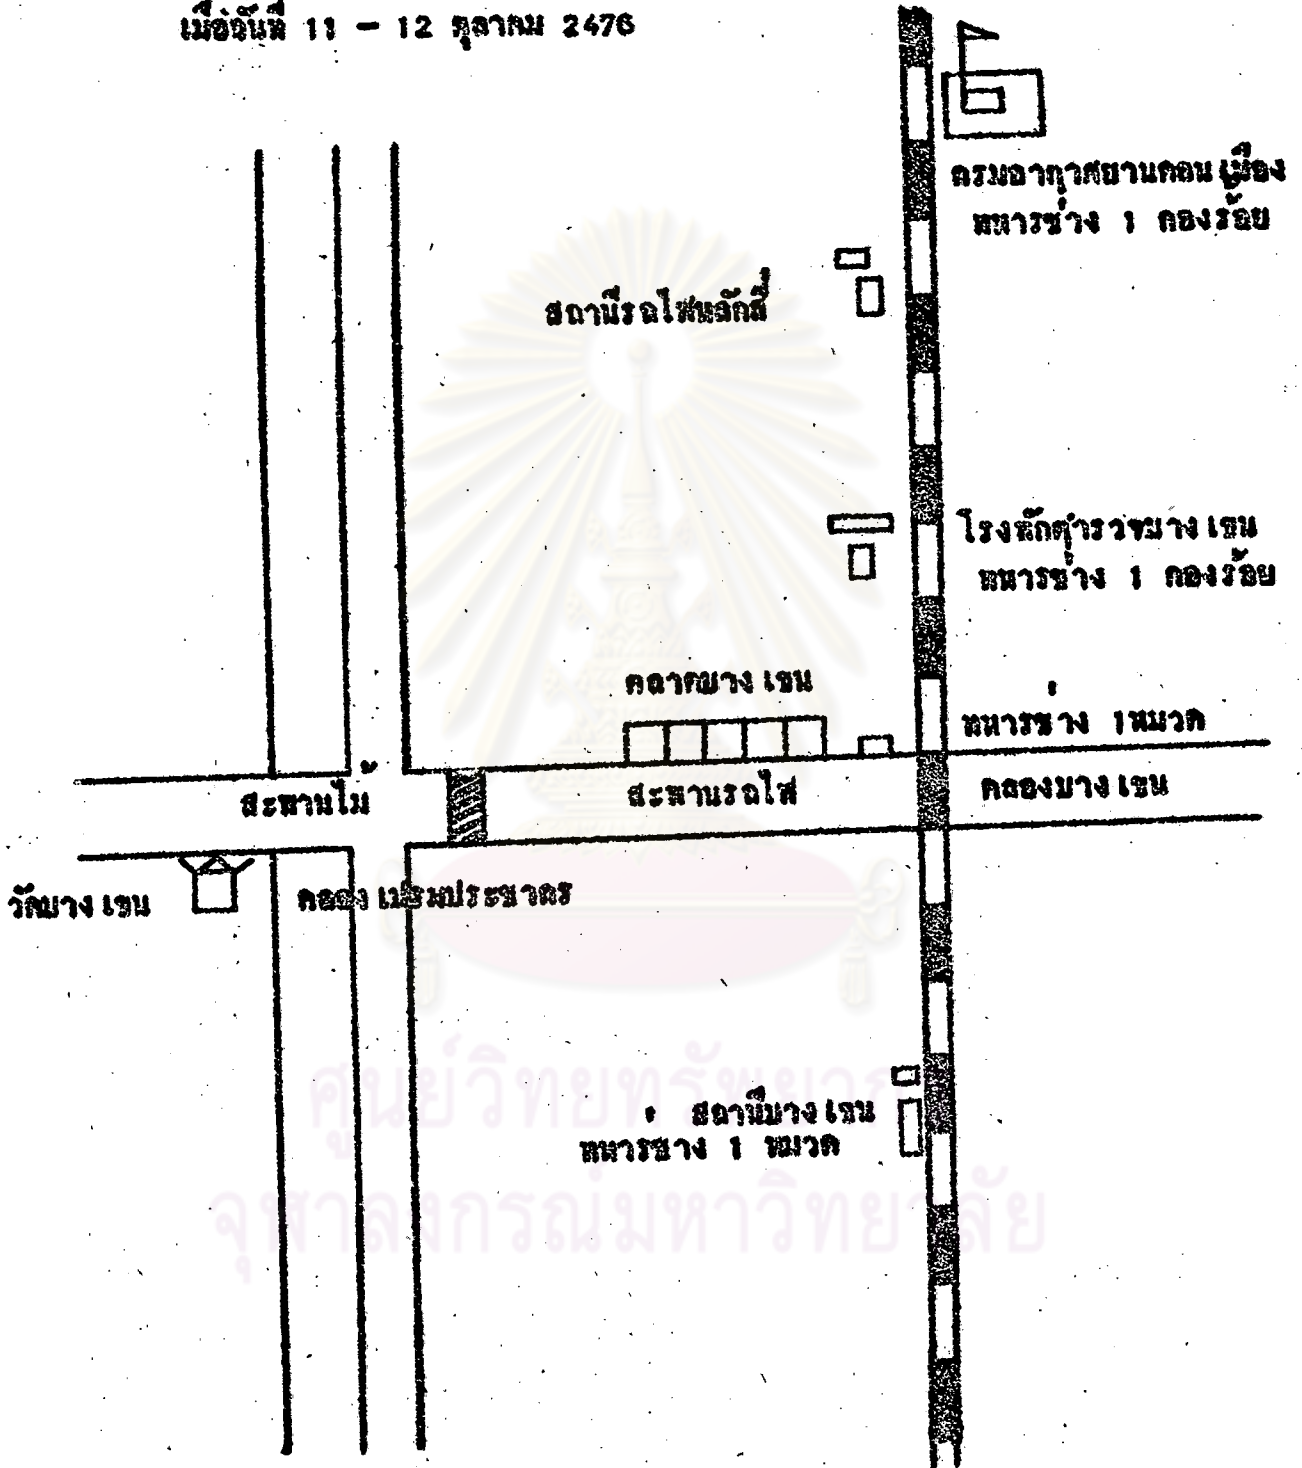 เมื่อวันที่ 11 - 12 ตุลาคม 2476
กรมอากาศยานดอนเมือง
ทหารช่าง 1 กองร้อย
สถานีรถไฟหลักสี่
โรงพักตำรวจบางเขน
ทหารช่าง 1 กองร้อย
ตลาดบางเขน
ทหารช่าง 1 หมวด
สะพานไม้
สะพานรถไฟ
คลองบางเขน
วัดบางเขน
คลองเปรมประชากร
สถานีบางเขน
ทหารช่าง 1 หมวด
ศูนย์วิทยทรัพยากร
จุฬาลงกรณ์มหาวิทยาลัย